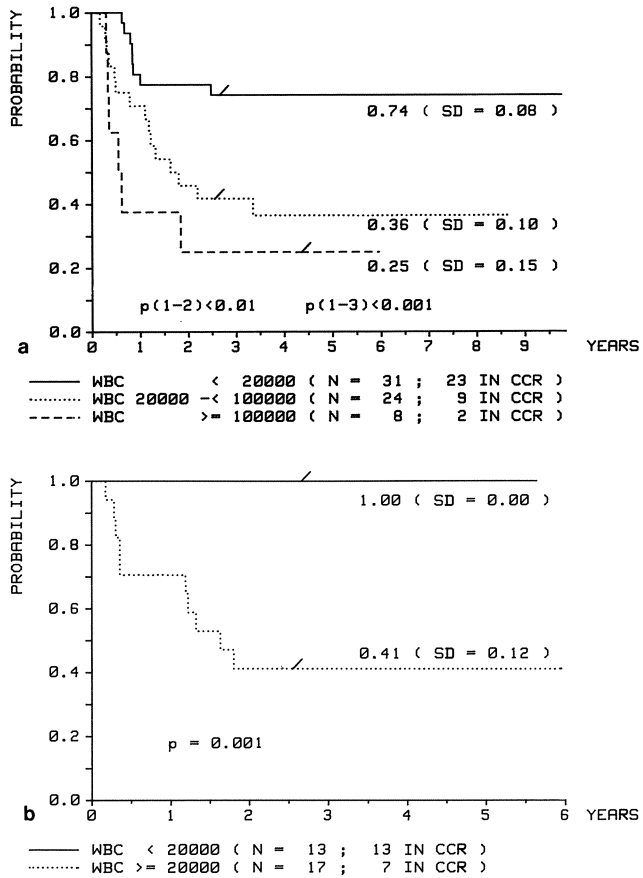 PROBABILITY
1.0
0.8
0.6
0.4
0.2
0.0
0.74 ( SD = 0.08 )
0.36 ( SD = 0.10 )
0.25 ( SD = 0.15 )
p(1-2)<0.01 p(1-3)<0.001
0 1 2 3 4 5 6 7 8 9 YEARS
a
WBC < 20000 ( N = 31 ; 23 IN CCR )
WBC 20000 -< 100000 ( N = 24 ; 9 IN CCR )
WBC >= 100000 ( N = 8 ; 2 IN CCR )
PROBABILITY
1.0
0.8
0.6
0.4
0.2
0.0
1.00 ( SD = 0.00 )
0.41 ( SD = 0.12 )
p = 0.001
0 1 2 3 4 5 6 YEARS
b
WBC < 20000 ( N = 13 ; 13 IN CCR )
WBC >= 20000 ( N = 17 ; 7 IN CCR )